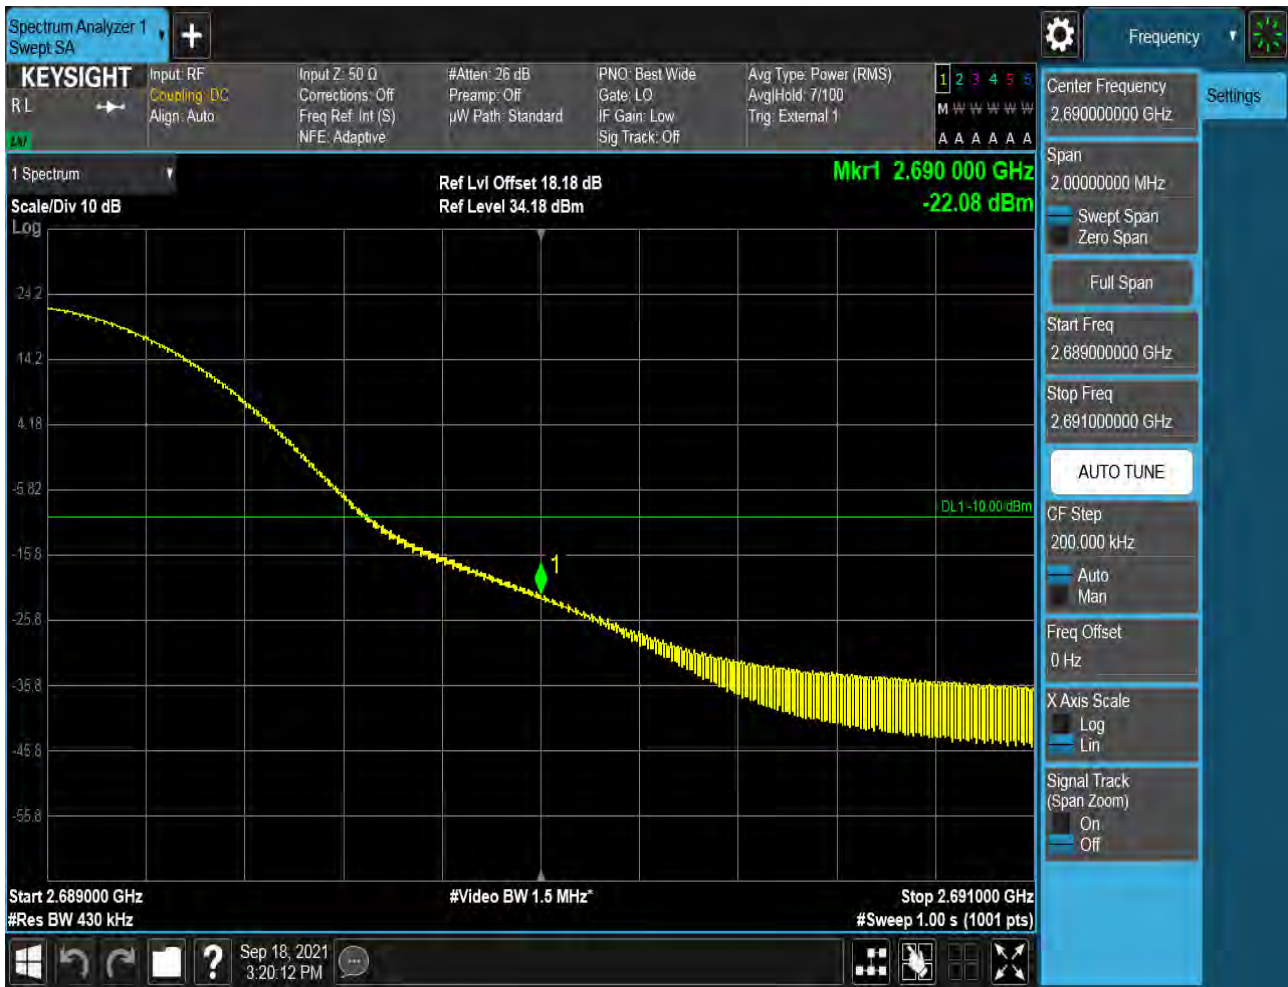 Spectrum Analyzer 1
Swept SA
Frequency
KEYSIGHT
R L
Input: RF
Coupling: DC
Align: Auto
Input Z: 50 Ω
Corrections: Off
Freq Ref: Int (S)
NFE: Adaptive
#Atten: 26 dB
Preamp: Off
µW Path: Standard
PNO: Best Wide
Gate: LO
IF Gain: Low
Sig Track: Off
Avg Type: Power (RMS)
Avg|Hold: 7/100
Trig: External 1
1 2 3 4 5 6
M W W W W W
A A A A A A
1 Spectrum
Scale/Div 10 dB
Log
Ref Lvl Offset 18.18 dB
Ref Level 34.18 dBm
Mkr1 2.690 000 GHz
-22.08 dBm
24.2
14.2
4.18
-5.82
-15.8
-25.8
-35.8
-45.8
-55.8
DL1 -10.00 dBm
1
Start 2.689000 GHz
#Res BW 430 kHz
#Video BW 1.5 MHz*
Stop 2.691000 GHz
#Sweep 1.00 s (1001 pts)
Center Frequency
2.690000000 GHz
Settings
Span
2.00000000 MHz
Swept Span
Zero Span
Full Span
Start Freq
2.689000000 GHz
Stop Freq
2.691000000 GHz
AUTO TUNE
CF Step
200.000 kHz
Auto
Man
Freq Offset
0 Hz
X Axis Scale
Log
Lin
Signal Track
(Span Zoom)
On
Off
Sep 18, 2021
3:20:12 PM